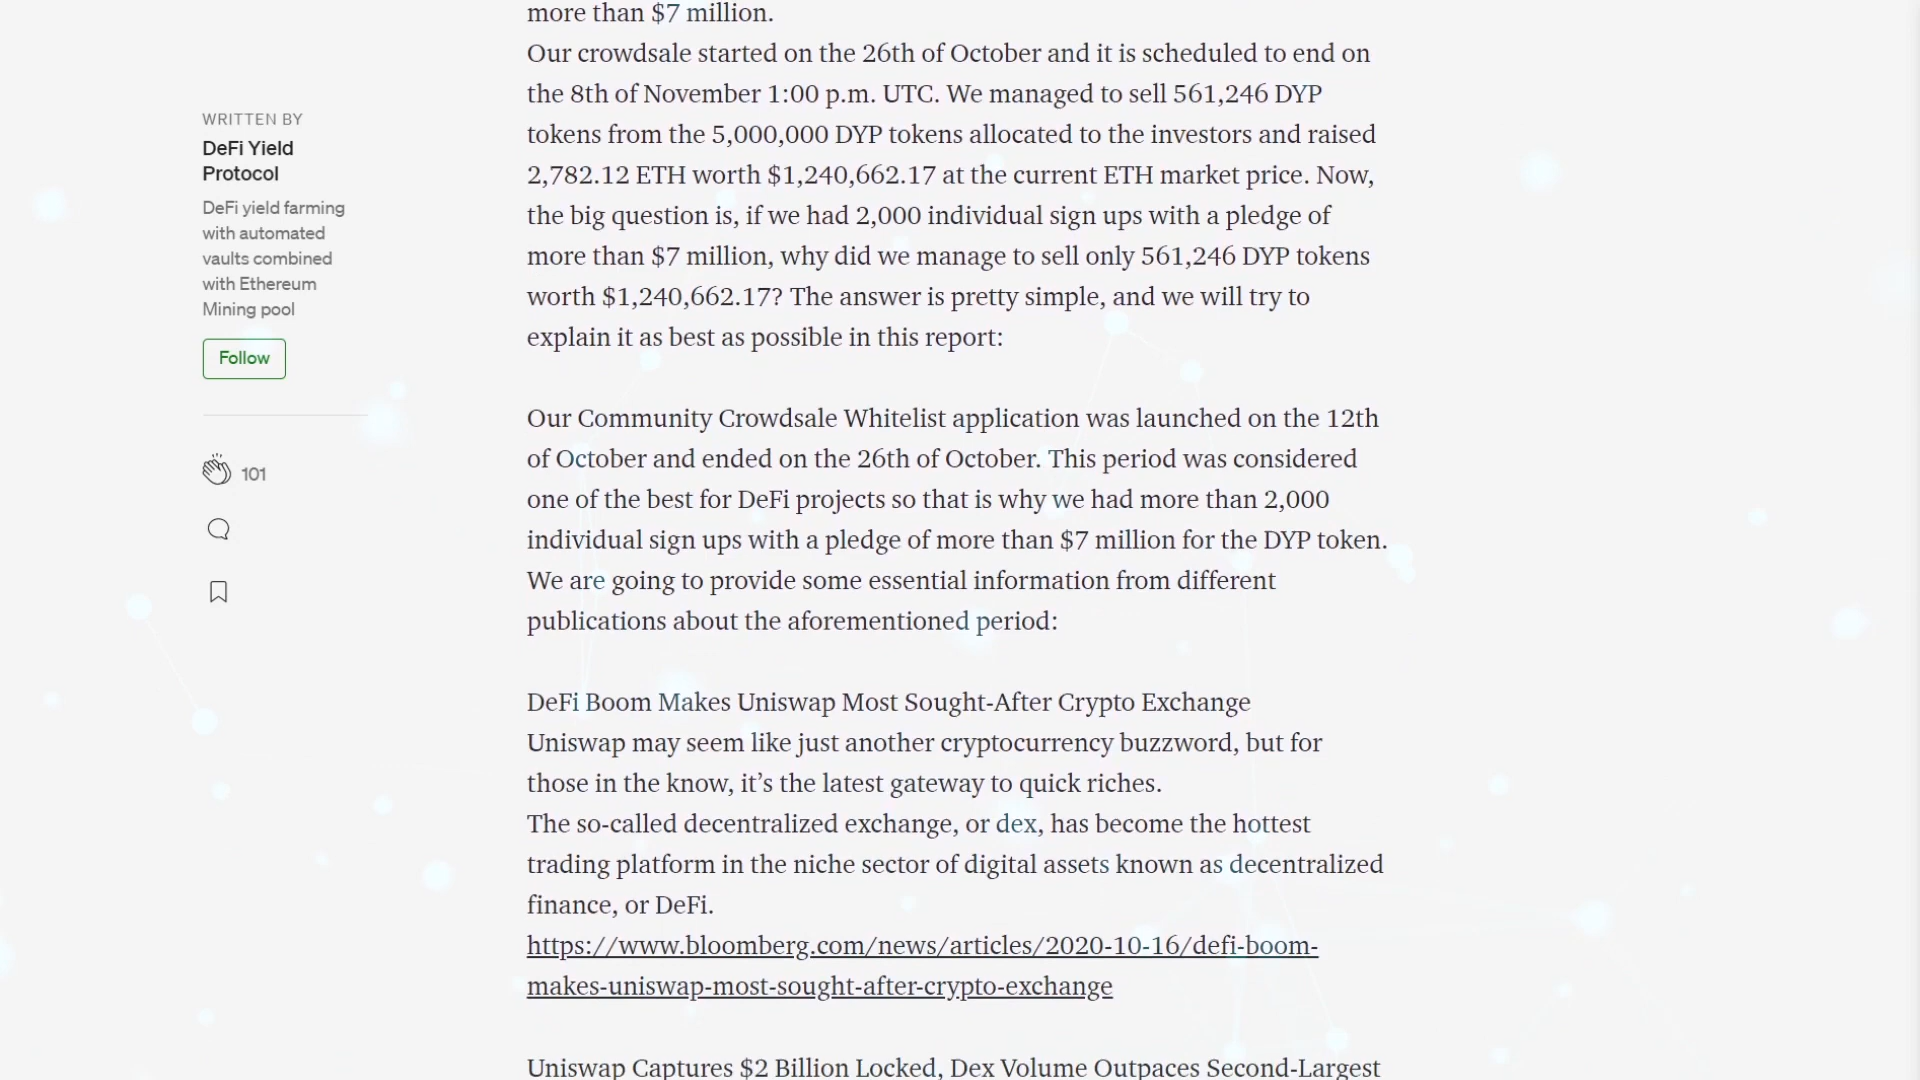 more than $7 million.
Our crowdsale started on the 26th of October and it is scheduled to end on
the 8th of November 1:00 p.m. UTC. We managed to sell 561,246 DYP
tokens from the 5,000,000 DYP tokens allocated to the investors and raised
2,782.12 ETH worth $1,240,662.17 at the current ETH market price. Now,
the big question is, if we had 2,000 individual sign ups with a pledge of
more than $7 million, why did we manage to sell only 561,246 DYP tokens
worth $1,240,662.17? The answer is pretty simple, and we will try to
explain it as best as possible in this report:
WRITTEN BY
DeFi Yield
Protocol
DeFi yield farming
with automated
vaults combined
with Ethereum
Mining pool
Follow
101
Our Community Crowdsale Whitelist application was launched on the 12th
of October and ended on the 26th of October. This period was considered
one of the best for DeFi projects so that is why we had more than 2,000
individual sign ups with a pledge of more than $7 million for the DYP token.
We are going to provide some essential information from different
publications about the aforementioned period:
DeFi Boom Makes Uniswap Most Sought-After Crypto Exchange
Uniswap may seem like just another cryptocurrency buzzword, but for
those in the know, it’s the latest gateway to quick riches.
The so-called decentralized exchange, or dex, has become the hottest
trading platform in the niche sector of digital assets known as decentralized
finance, or DeFi.
https://www.bloomberg.com/news/articles/2020-10-16/defi-boom-
makes-uniswap-most-sought-after-crypto-exchange
Uniswap Captures $2 Billion Locked, Dex Volume Outpaces Second-Largest